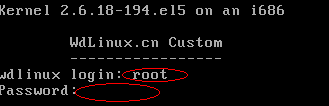 Kernel 2.6.18-194.el5 on an i686
WdLinux.cn Custom
------------------
wdlinux login: root
Password: